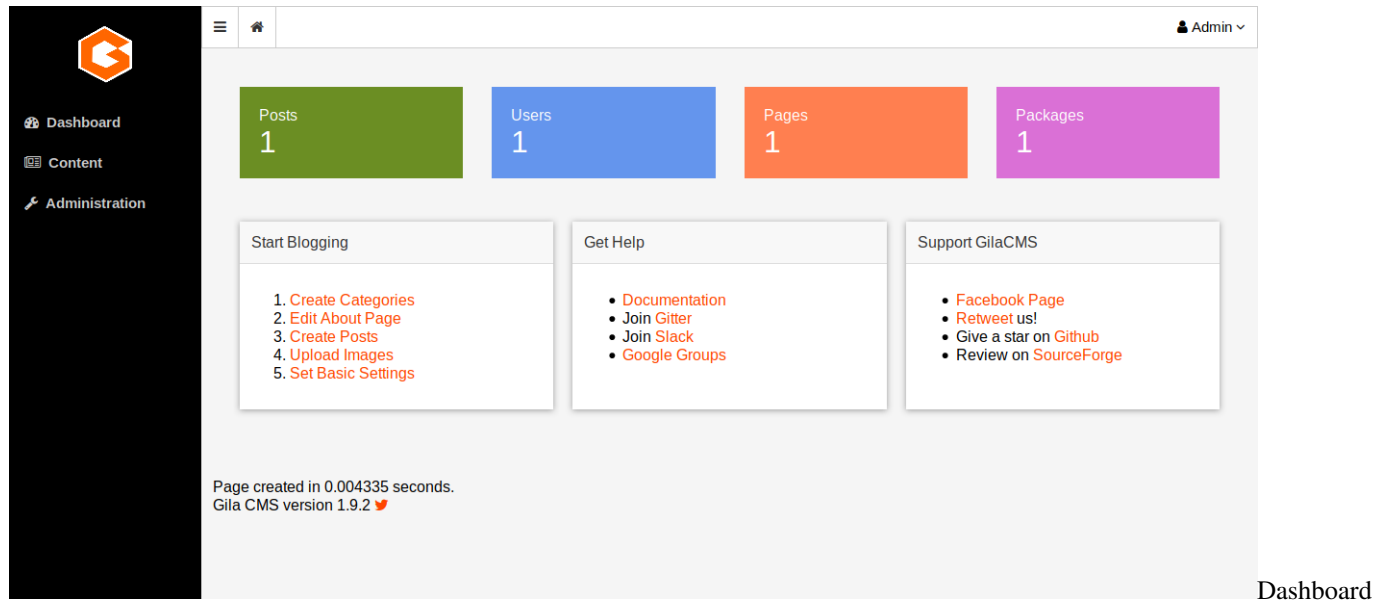 Admin
Dashboard
Content
Administration
Posts
1
Users
1
Pages
1
Packages
1
Start Blogging
1. Create Categories
2. Edit About Page
3. Create Posts
4. Upload Images
5. Set Basic Settings
Get Help
• Documentation
• Join Gitter
• Join Slack
• Google Groups
Support GilaCMS
• Facebook Page
• Retweet us!
• Give a star on Github
• Review on SourceForge
Page created in 0.004335 seconds.
Gila CMS version 1.9.2
Dashboard